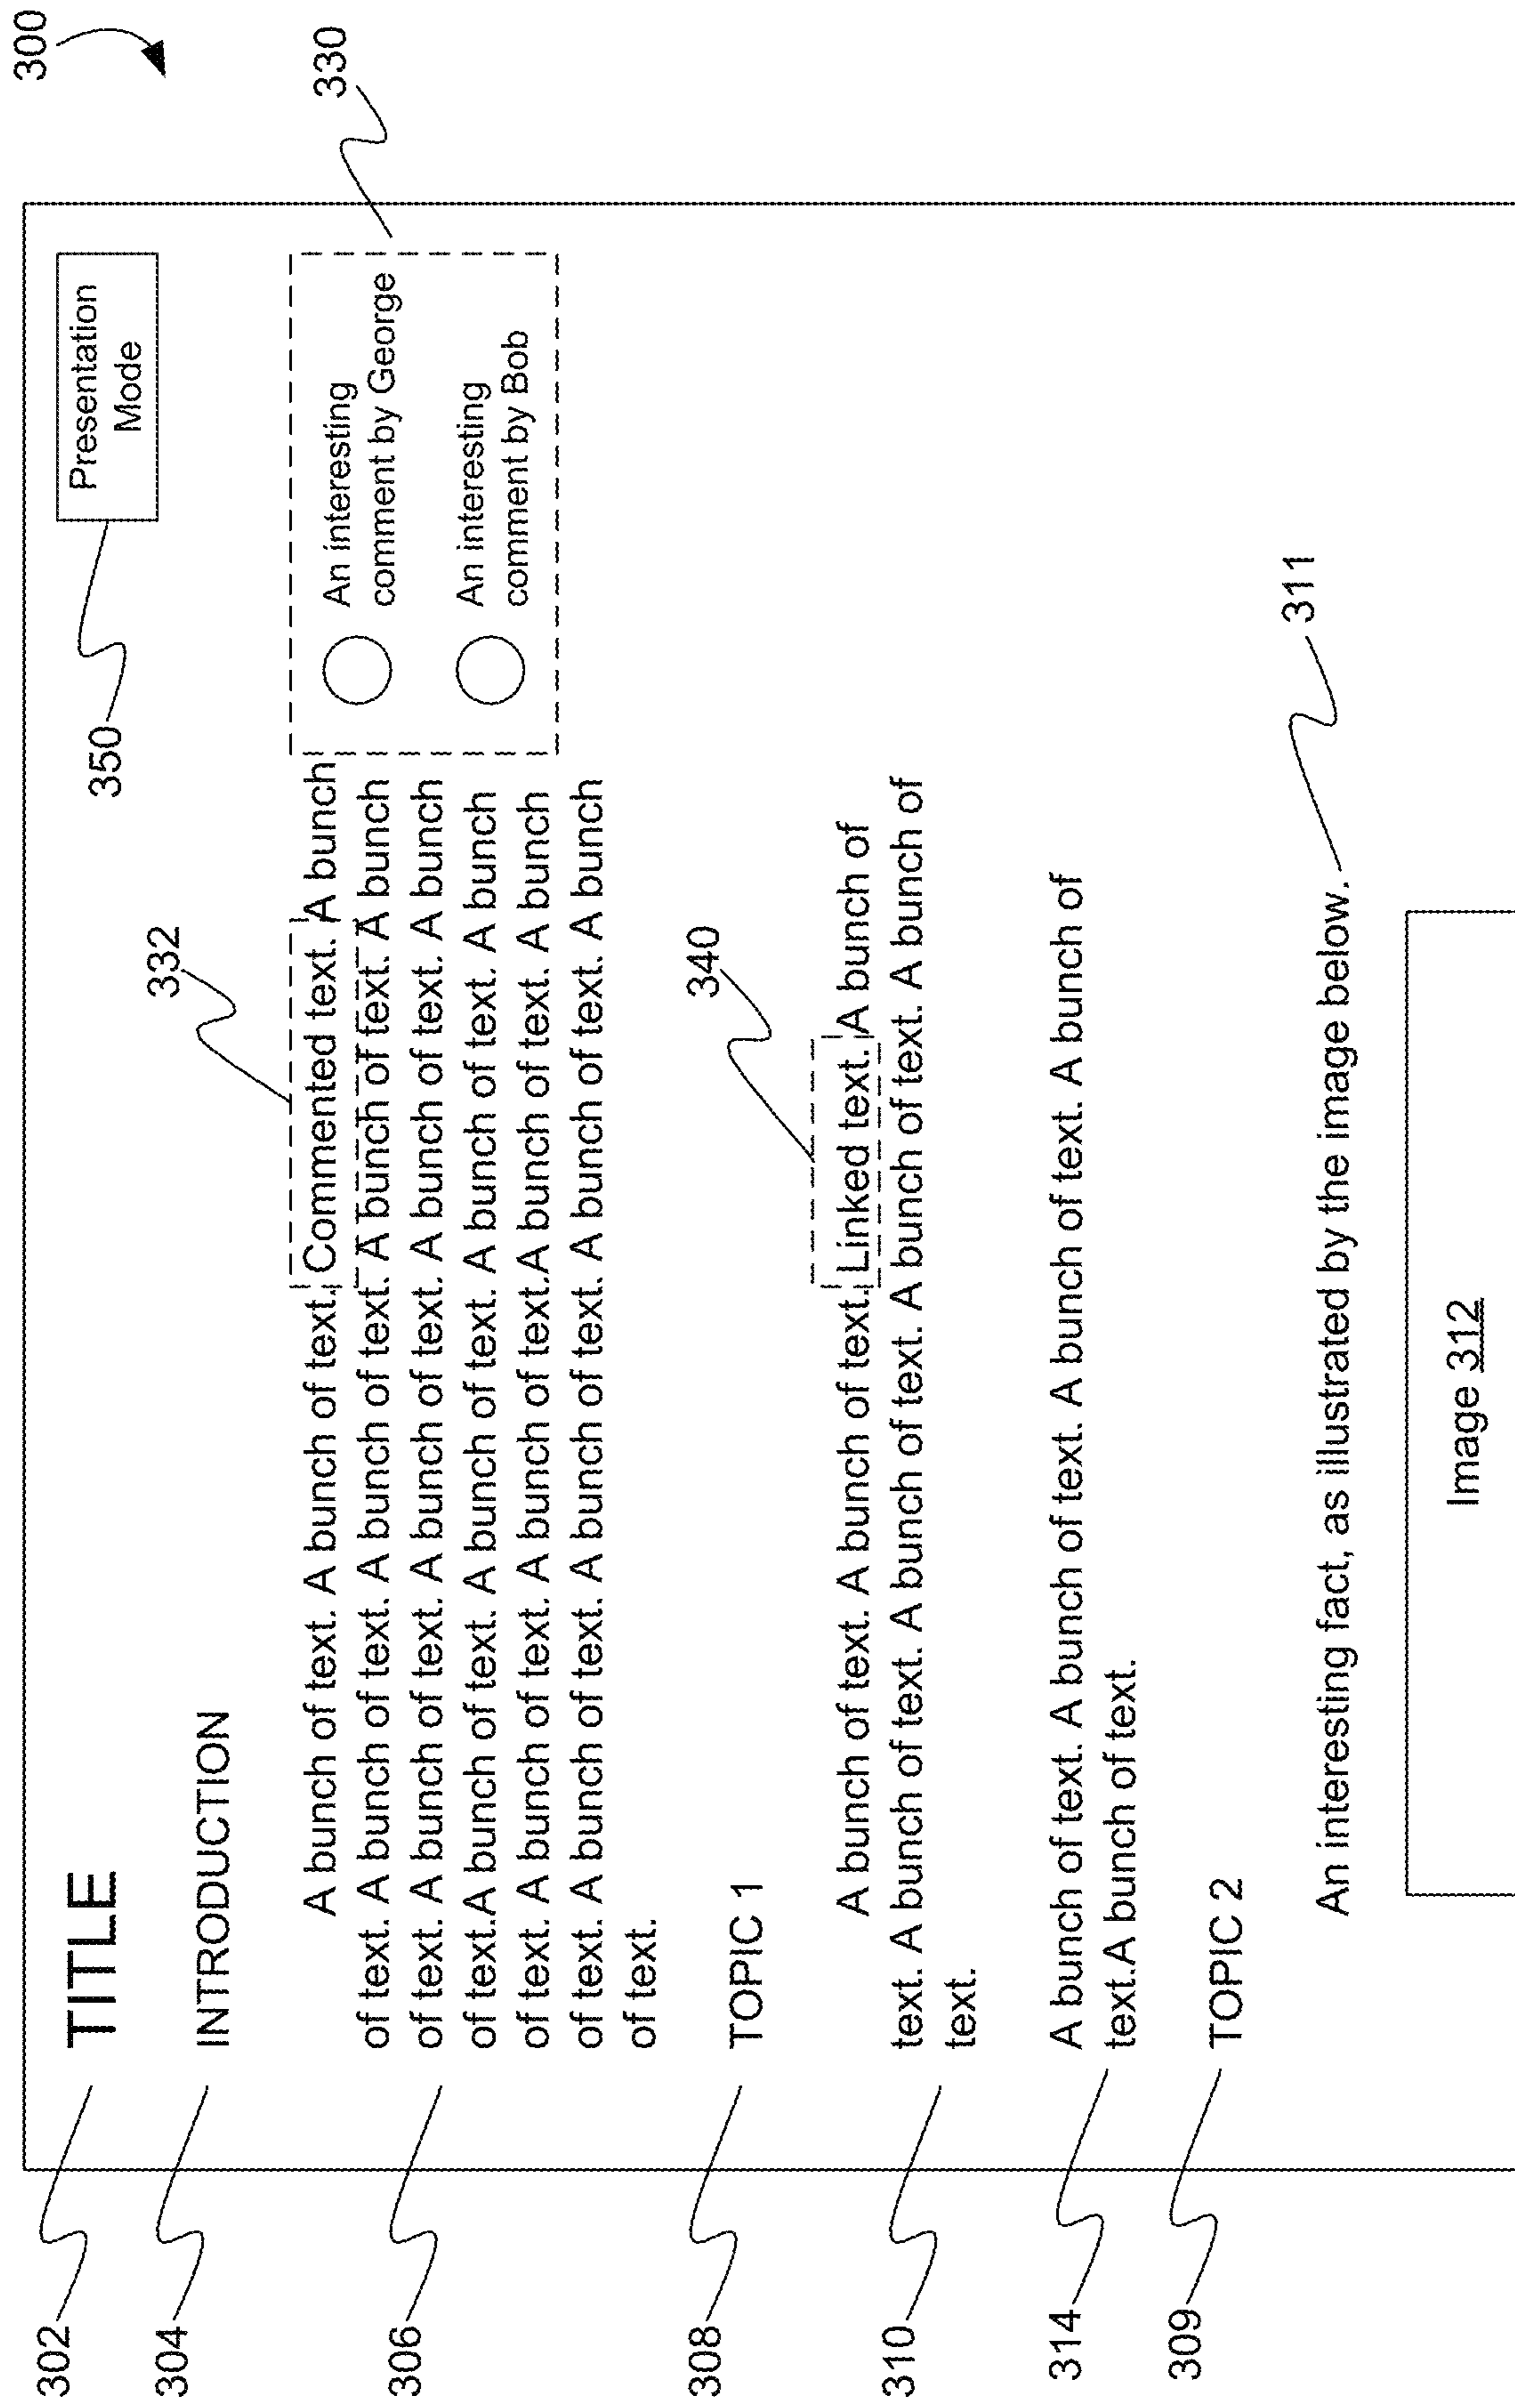 300
Presentation
Mode
350
302
TITLE
304
INTRODUCTION
332
330
A bunch of text. A bunch of text. Commented text. A bunch
of text. A bunch of text. A bunch of text. A bunch of text. A bunch
of text. A bunch of text. A bunch of text. A bunch of text. A bunch
of text.A bunch of text. A bunch of text. A bunch of text. A bunch
of text. A bunch of text. A bunch of text.A bunch of text. A bunch
of text. A bunch of text. A bunch of text. A bunch of text. A bunch
of text.
306
An interesting
comment by George
An interesting
comment by Bob
308
TOPIC 1
340
A bunch of text. A bunch of text. Linked text. A bunch of
text. A bunch of text. A bunch of text. A bunch of text. A bunch of
text.
310
A bunch of text. A bunch of text. A bunch of text. A bunch of
text.A bunch of text.
314
309
TOPIC 2
311
An interesting fact, as illustrated by the image below.
Image 312